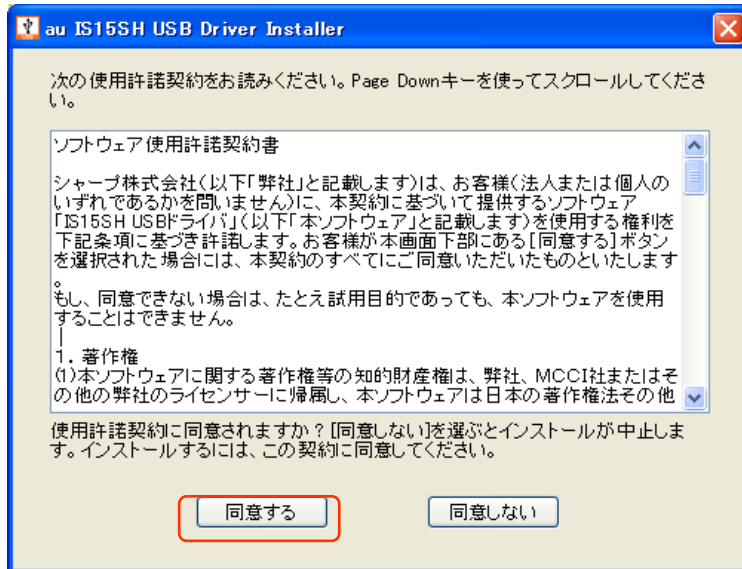 au IS15SH USB Driver Installer
次の使用許諾契約をお読みください。Page Downキーを使ってスクロールしてくださ
い。
ソフトウェア使用許諾契約書
シャープ株式会社(以下「弊社」と記載します)は、お客様(法人または個人の
いずれであるかを問いません)に、本契約に基づいて提供するソフトウェア
「IS15SH USBドライバ」(以下「本ソフトウェア」と記載します)を使用する権利を
下記条項に基づき許諾します。お客様が本画面下部にある[同意する]ボタン
を選択された場合には、本契約のすべてにご同意いただいたものといたします
。
もし、同意できない場合は、たとえ試用目的であっても、本ソフトウェアを使用
することはできません。
1. 著作権
(1)本ソフトウェアに関する著作権等の知的財産権は、弊社、MCCI社またはそ
の他の弊社のライセンサーに帰属し、本ソフトウェアは日本の著作権法その他
使用許諾契約に同意されますか?[同意しない]を選ぶとインストールが中止しま
す。インストールするには、この契約に同意してください。
同意する
同意しない